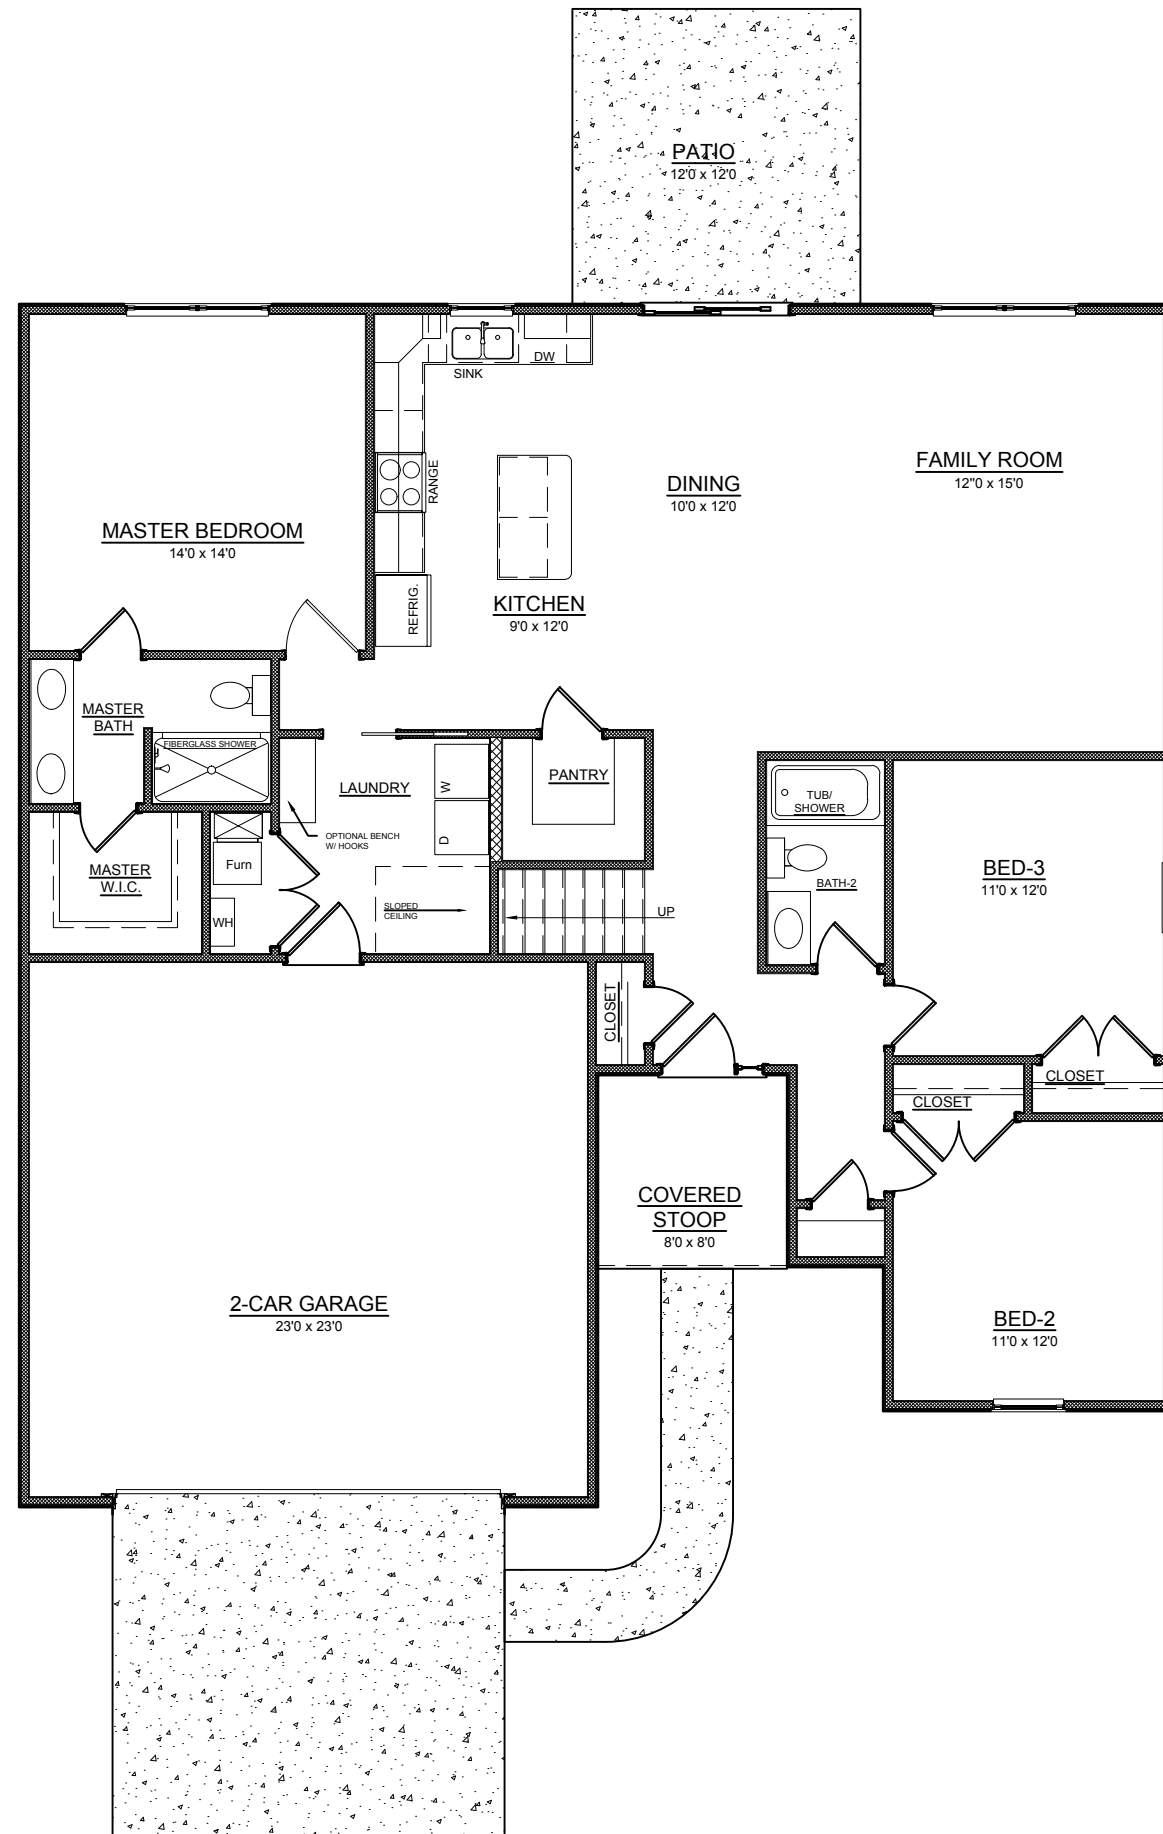 PATIO
12'0 x 12'0
SINK
DW
RANGE
REFRIG.
FAMILY ROOM
12"0 x 15'0
DINING
10'0 x 12'0
MASTER BEDROOM
14'0 x 14'0
KITCHEN
9'0 x 12'0
MASTER
BATH
FIBERGLASS SHOWER
LAUNDRY
W
D
PANTRY
OPTIONAL BENCH
W/ HOOKS
TUB/
SHOWER
MASTER
W.I.C.
Furn
WH
SLOPED
CEILING
UP
BATH-2
BED-3
11'0 x 12'0
CLOSET
CLOSET
CLOSET
COVERED
STOOP
8'0 x 8'0
2-CAR GARAGE
23'0 x 23'0
BED-2
11'0 x 12'0